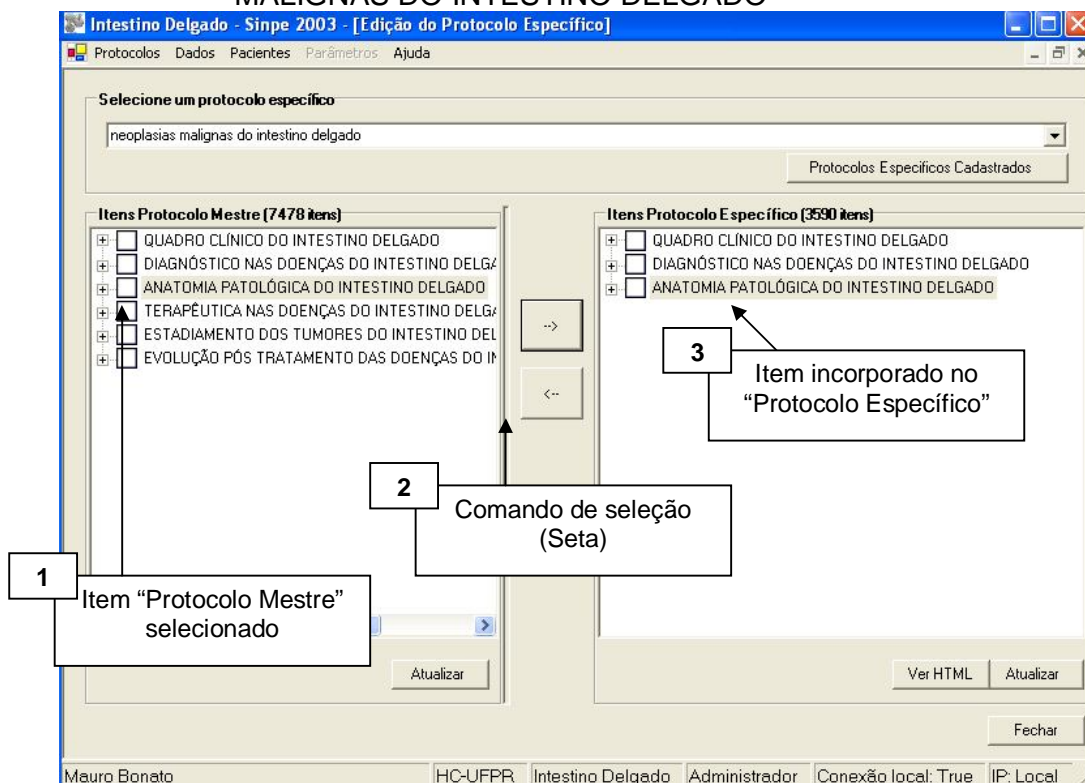 MALIGNAS DO INTESTINO DELGADO
Intestino Delgado - Sinpe 2003 - [Edição do Protocolo Específico]
Protocolos Dados Pacientes Parâmetros Ajuda
Selecione um protocolo específico
neoplasias malignas do intestino delgado
Protocolos Especificos Cadastrados
Itens Protocolo Mestre (7478 itens)
QUADRO CLÍNICO DO INTESTINO DELGADO
DIAGNÓSTICO NAS DOENÇAS DO INTESTINO DELGA
ANATOMIA PATOLÓGICA DO INTESTINO DELGADO
TERAPÊUTICA NAS DOENÇAS DO INTESTINO DELGA
ESTADIAMENTO DOS TUMORES DO INTESTINO DEL
EVOLUÇÃO PÓS TRATAMENTO DAS DOENÇAS DO IN
-->
<--
Itens Protocolo Específico (3590 itens)
QUADRO CLÍNICO DO INTESTINO DELGADO
DIAGNÓSTICO NAS DOENÇAS DO INTESTINO DELGADO
ANATOMIA PATOLÓGICA DO INTESTINO DELGADO
3
Item incorporado no
“Protocolo Específico”
2
Comando de seleção
(Seta)
1
Item “Protocolo Mestre”
selecionado
Atualizar
Ver HTML Atualizar
Fechar
Mauro Bonato HC-UFPR Intestino Delgado Administrador Conexão local: True IP: Local